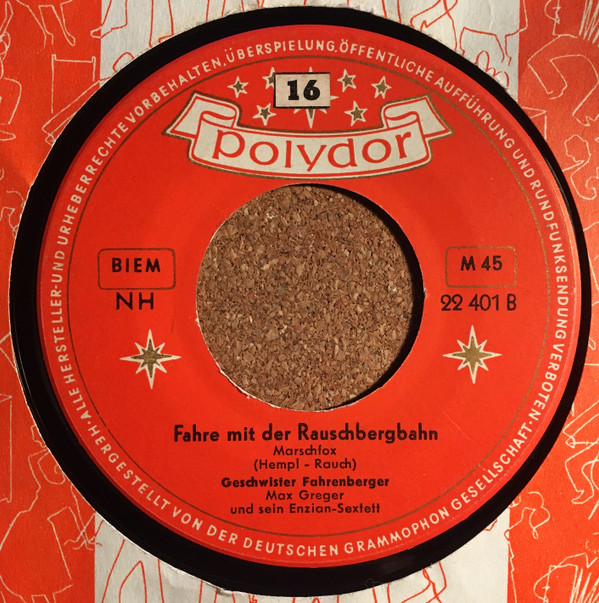 ·ALLE HERSTELLER-UND URHEBERRECHTE VORBEHALTEN.ÜBERSPIELUNG.ÖFFENTLICHE AUFFÜHRUNG UND RUNDFUNKSENDUNG VERBOTEN·
16
polydor
BIEM
NH
M 45
22 401 B
Fahre mit der Rauschbergbahn
Marschfox
(Hempl - Rauch)
Geschwister Fahrenberger
Max Greger
und sein Enzian-Sextett
HERGESTELLT VON DER DEUTSCHEN GRAMMOPHON GESELLSCHAFT·